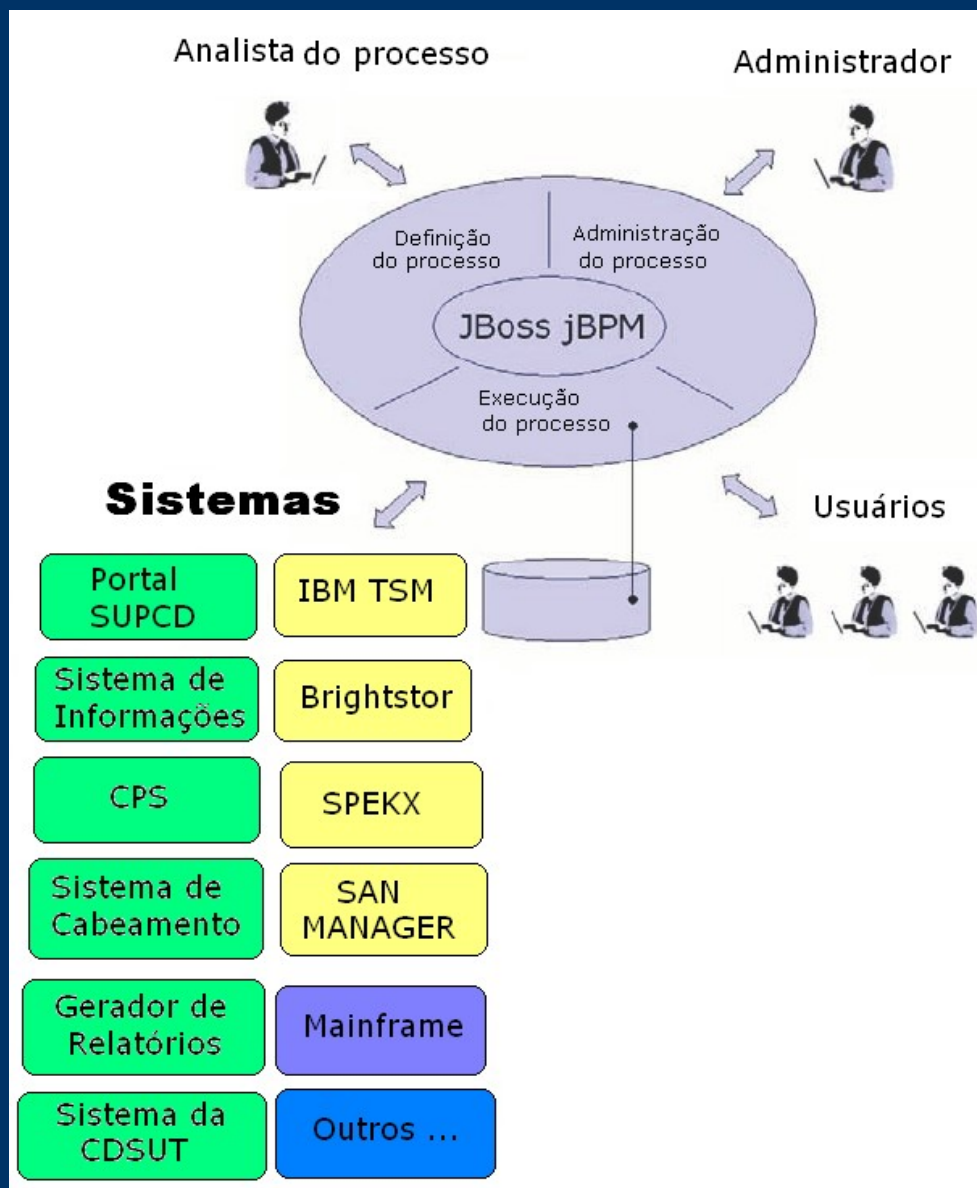 Analista do processo
Administrador
Definição
do processo
Administração
do processo
JBoss jBPM
Execução
do processo
Sistemas
Usuários
Portal
SUPCD
IBM TSM
Sistema de
Informações
Brightstor
CPS
SPEKX
Sistema de
Cabeamento
SAN
MANAGER
Gerador de
Relatórios
Mainframe
Sistema da
CDSUT
Outros ...